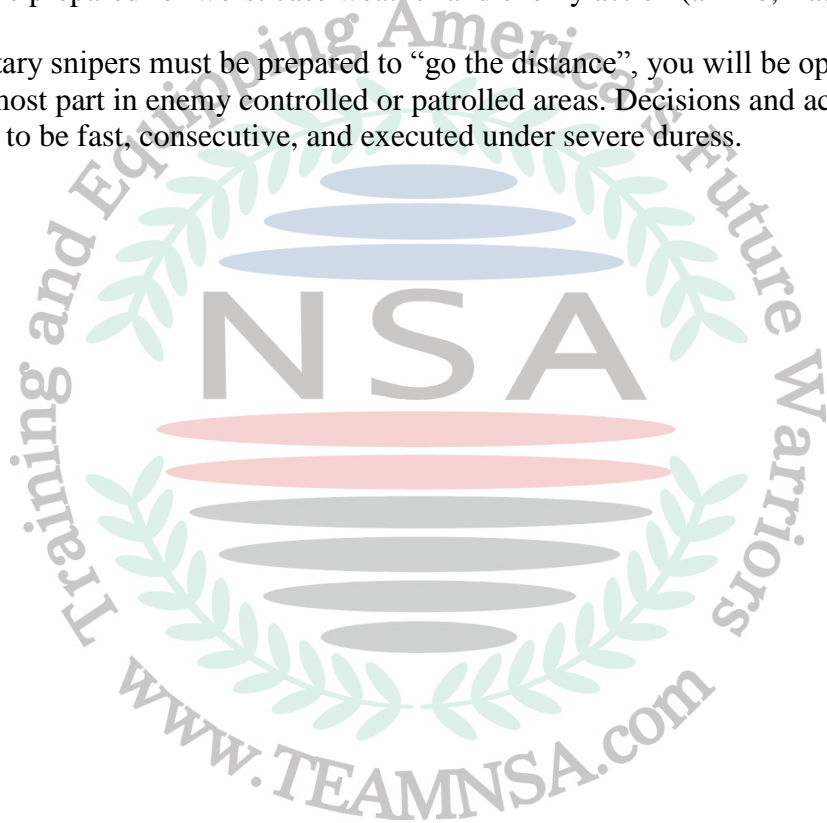 prepared
tary snipers must be prepared to “go the distance”, you will be op
most part in enemy controlled or patrolled areas. Decisions and ac
to be fast, consecutive, and executed under severe duress.
Training and Equipping America's Future Warriors
NSA
www.TEAMNSA.com